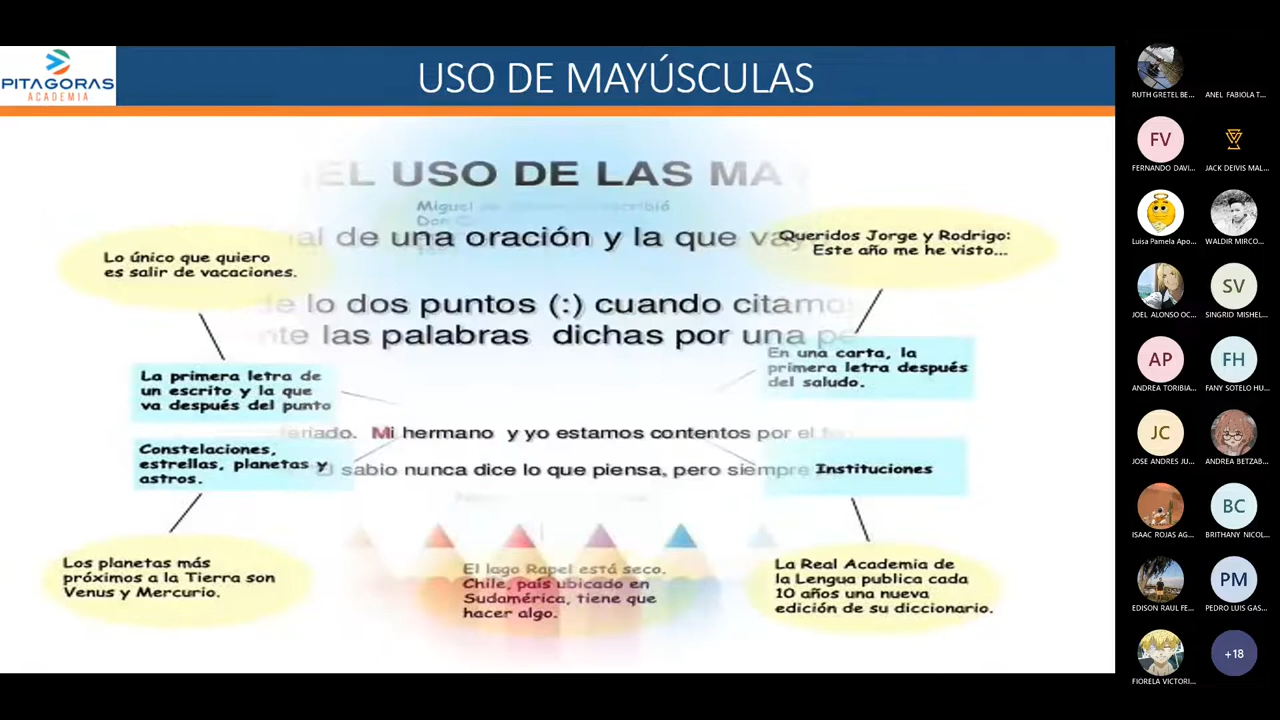 PITAGORAS
ACADEMIA
USO DE MAYÚSCULAS
EL USO DE LAS MA
Miguel
Don
de una oración y la que
Lo único que quiero
es salir de vacaciones.
Queridos Jorge y Rodrigo:
Este año me he visto...
lo dos puntos (:) cuando
las palabras dichas por una
La primera letra de
un escrito y la que
va después del punto
En una carta, la
primera letra después
del saludo.
Mi hermano y yo estamos contentos por el
Constelaciones,
estrellas, planetas y
astros.
sabio nunca dice lo que piensa, pero siempre
Instituciones
Los planetas más
próximos a la Tierra son
Venus y Mercurio.
El lago Rapel está seco.
Chile, país ubicado en
Sudamérica, tiene que
hacer algo.
La Real Academia de
la Lengua publica cada
10 años una nueva
edición de su diccionario.
RUTH GRETEL BE...
ANEL FABIOLA T...
FV
FERNANDO DAVI...
JACK DEIVIS MAL...
Luisa Pamela Apo...
WALDIR MIRCO...
JOEL ALONSO OC...
SV
SINGRID MISHEL...
AP
ANDREA TORIBIA...
FH
FANY SOTELO HU...
JC
JOSE ANDRES JU...
ANDREA BETZAB...
ISAAC ROJAS AG...
BC
BRITHANY NICOL...
EDISON RAUL FE...
PM
PEDRO LUIS GAS...
FIORELA VICTORI...
+18